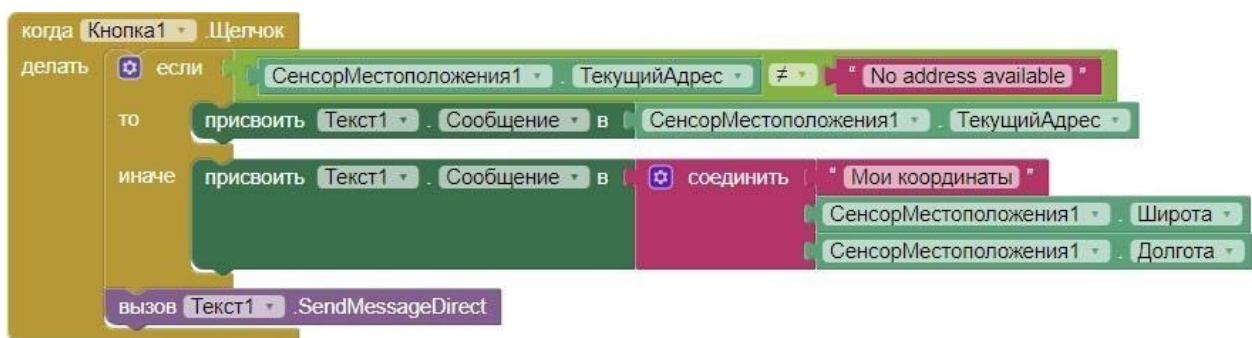 когда Кнопка1 .Щелчок
делать если СенсорМестоположения1 . ТекущийАдрес ≠ " No address available "
то присвоить Текст1 . Сообщение в СенсорМестоположения1 . ТекущийАдрес
иначе присвоить Текст1 . Сообщение в соединить " Мои координаты "
СенсорМестоположения1 . Широта
СенсорМестоположения1 . Долгота
вызов Текст1 .SendMessageDirect